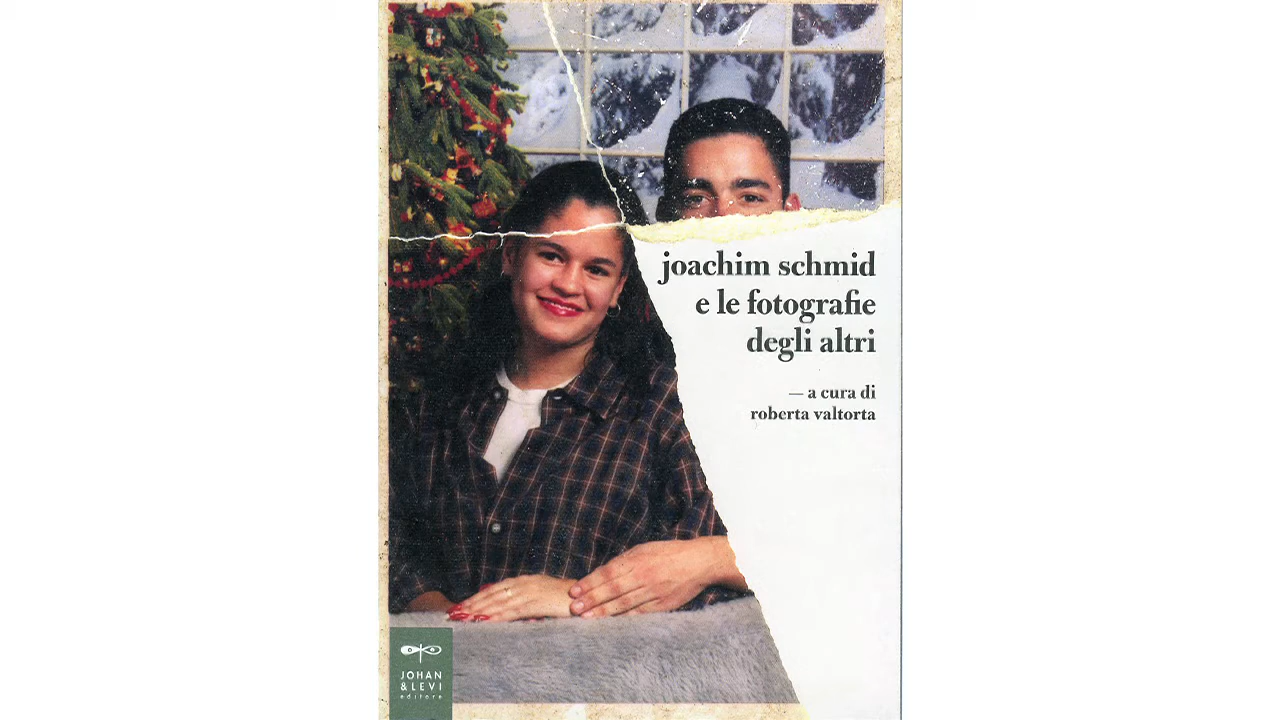 joachim schmid
e le fotografie
degli altri
— a cura di
roberta valtorta
JOHAN
& LEVI
editore